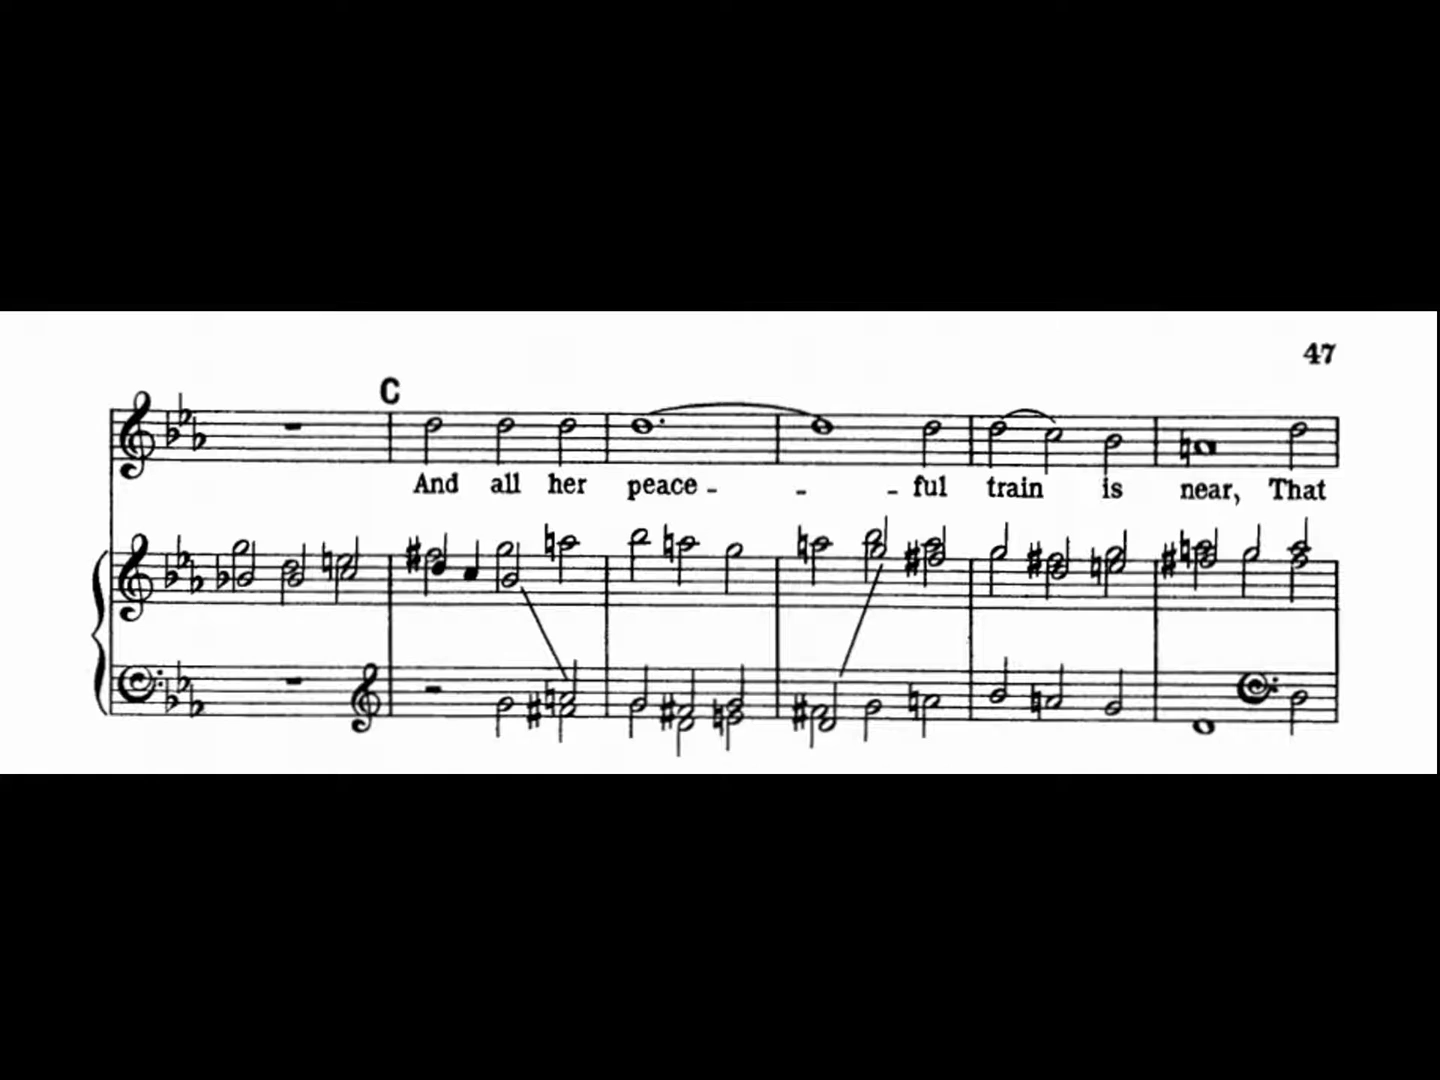 47
C
And all her peace - - - ful train is near, That